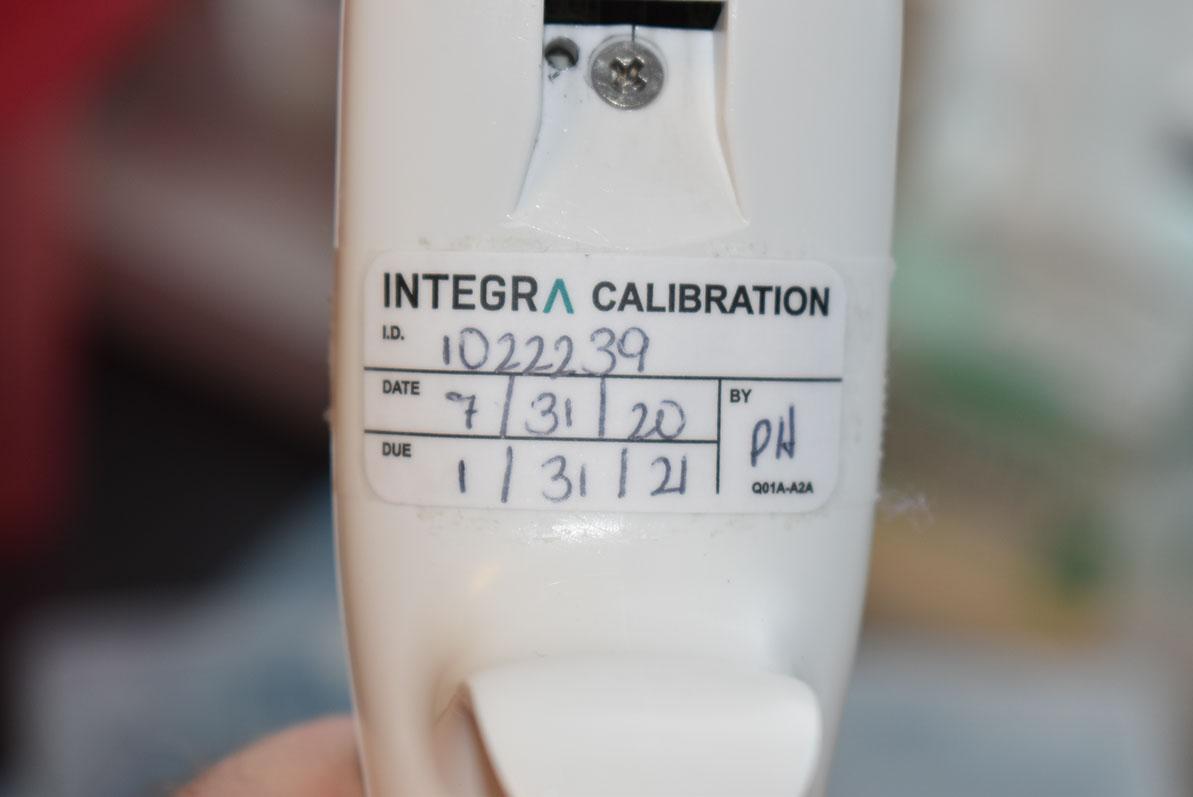 INTEGRA CALIBRATION
I.D. 1022239
DATE 7/31/20
DUE 1/31/21
BY PH
Q01A-A2A